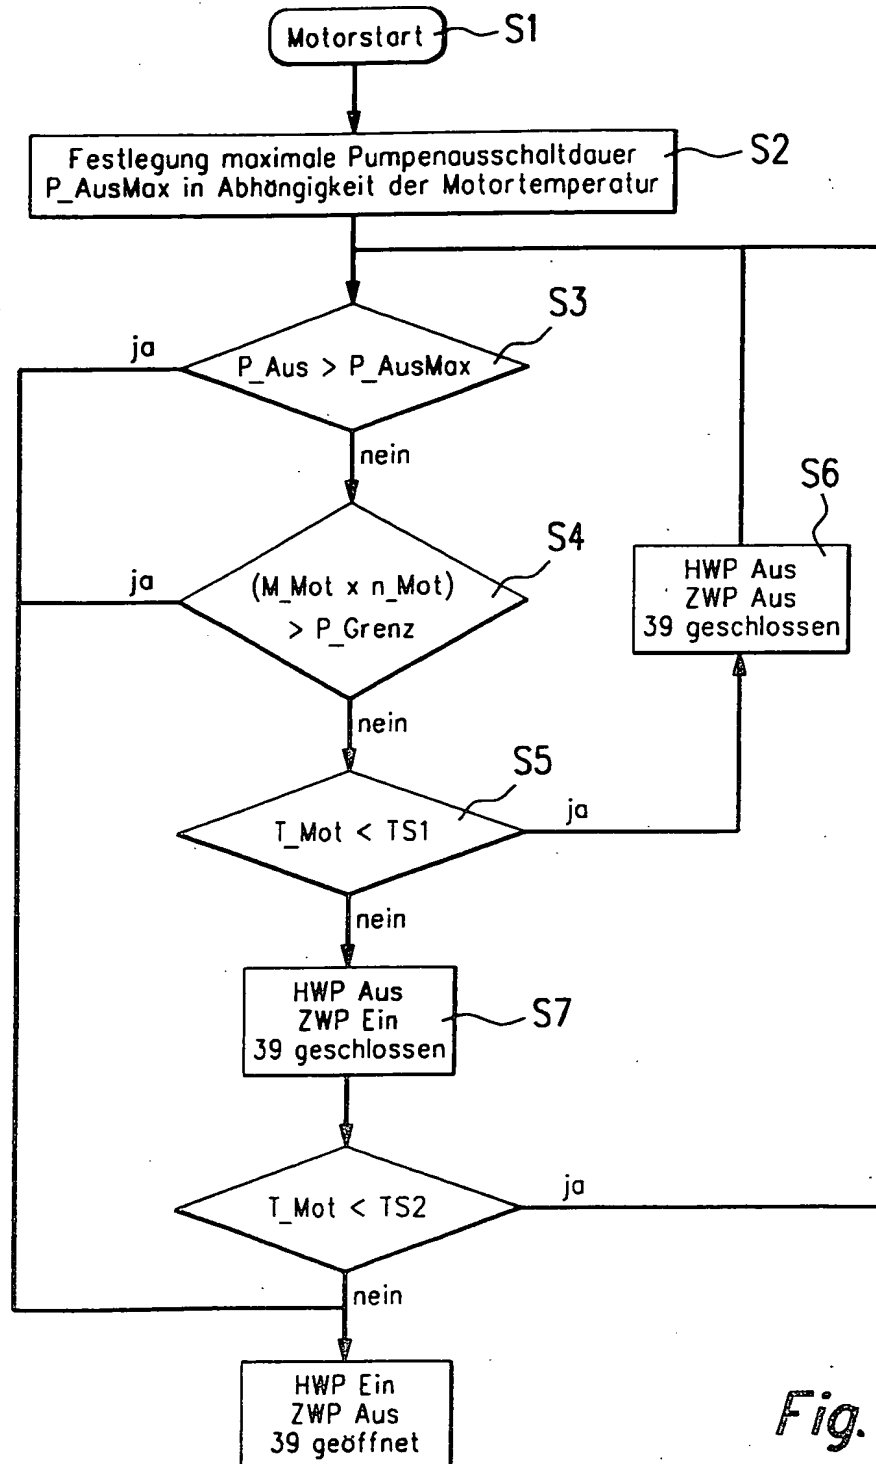 Motorstart
S1
Festlegung maximale Pumpenausschaltdauer
P_AusMax in Abhängigkeit der Motortemperatur
S2
S3
ja
P_Aus > P_AusMax
nein
S6
S4
ja
(M_Mot x n_Mot)
> P_Grenz
HWP Aus
ZWP Aus
39 geschlossen
nein
S5
T_Mot < TS1
ja
nein
HWP Aus
ZWP Ein
39 geschlossen
S7
T_Mot < TS2
ja
nein
HWP Ein
ZWP Aus
39 geöffnet
Fig.